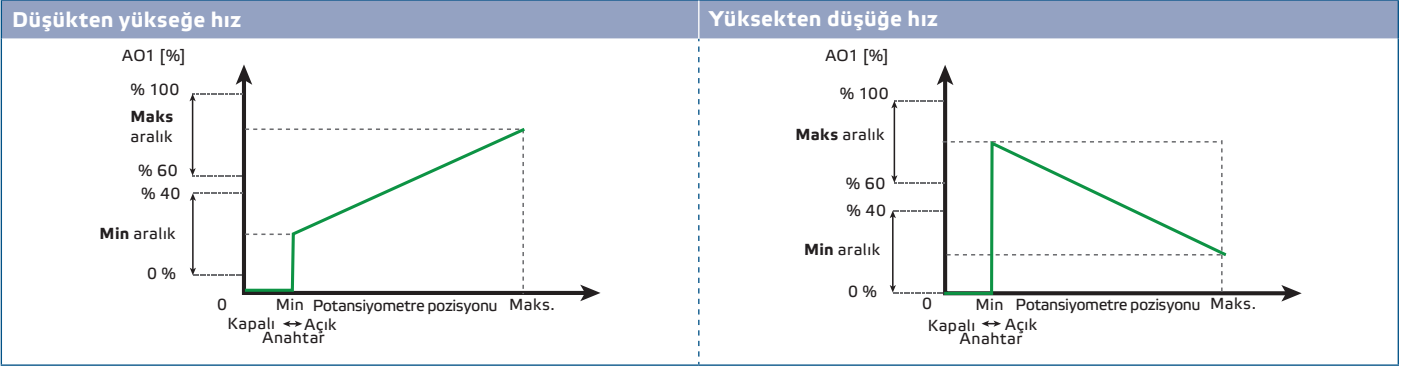 Düşükten yükseğe hız
AO1 [%]
% 100
Maks
aralık
% 60
% 40
Min aralık
0 %
0
Min
Potansiyometre pozisyonu
Maks.
Kapalı ↔ Açık
Anahtar
Yüksekten düşüğe hız
AO1 [%]
% 100
Maks aralık
% 60
% 40
Min aralık
0 %
0
Min
Potansiyometre pozisyonu
Maks.
Kapalı ↔ Açık
Anahtar